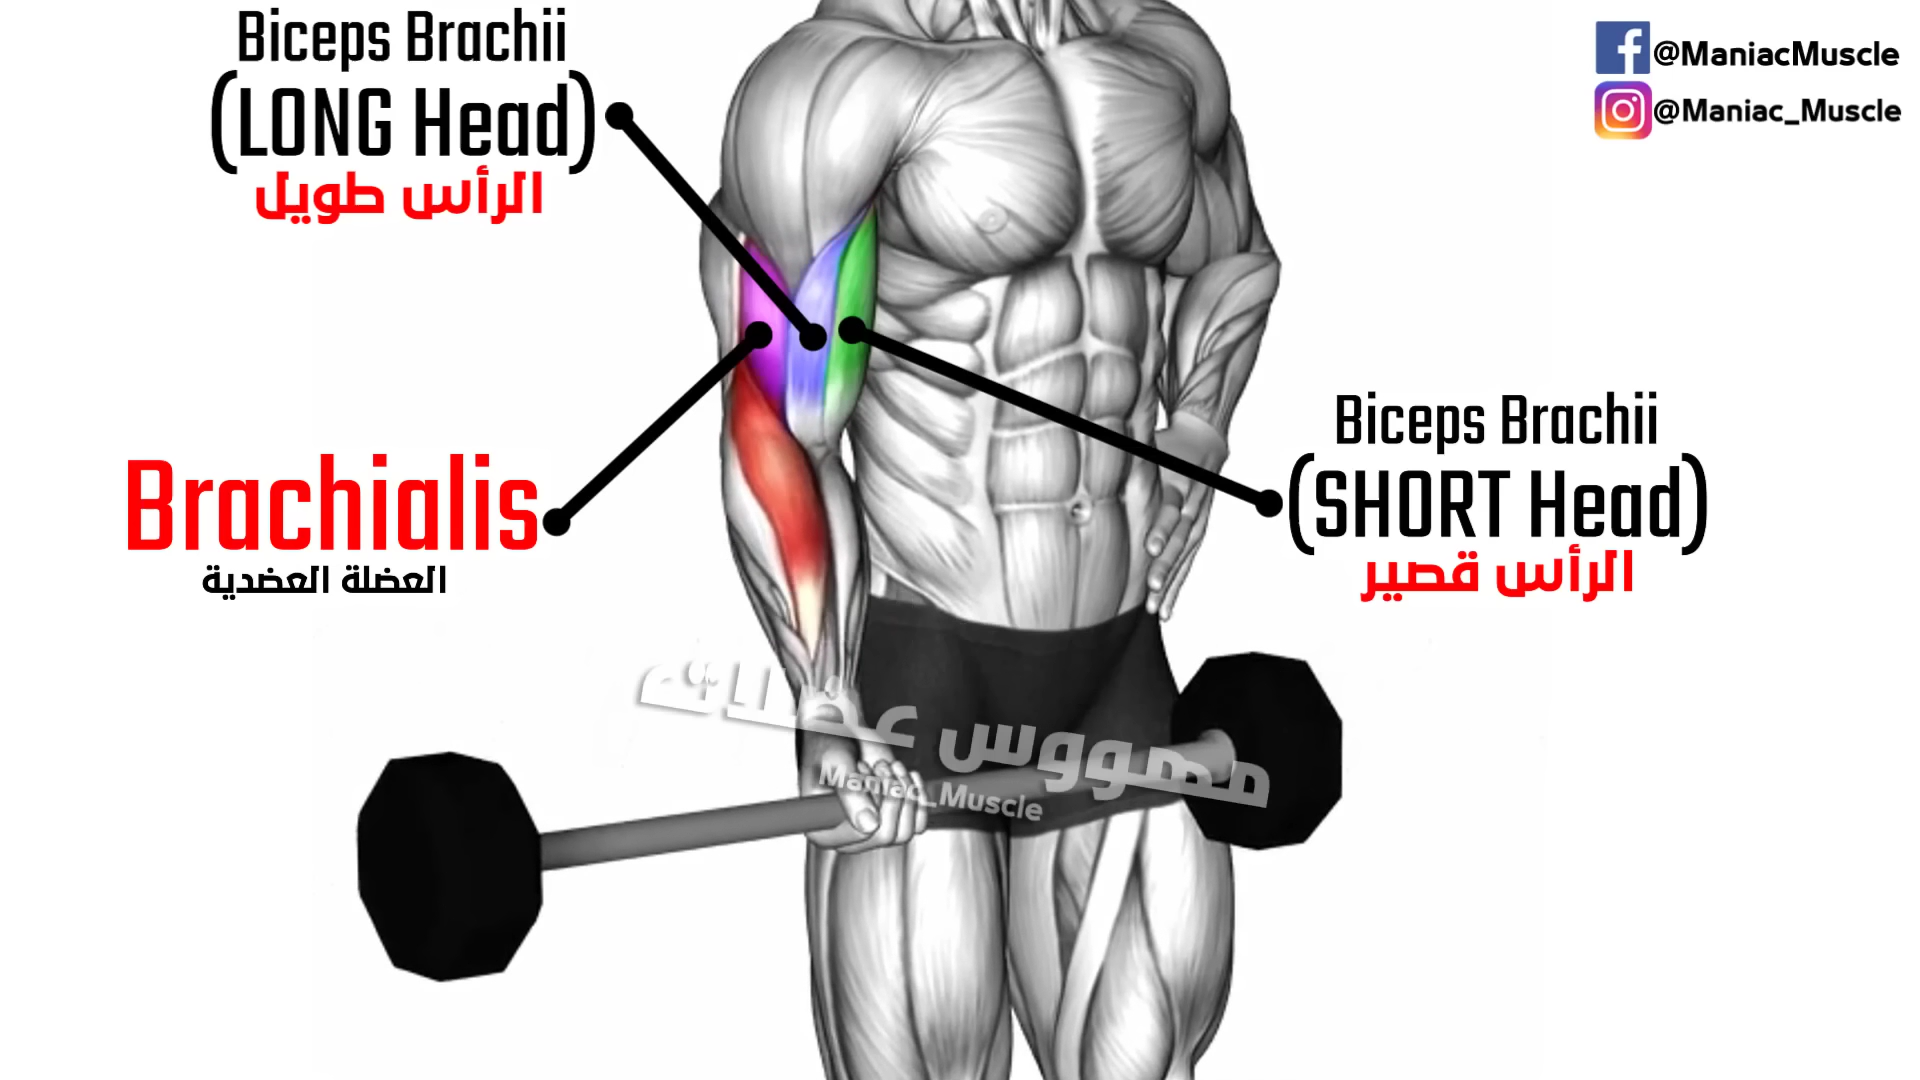 Biceps Brachii
(LONG Head)
الرأس طويل
@ManiacMuscle
@Maniac_Muscle
Brachialis
العضلة العضدية
Biceps Brachii
(SHORT Head)
الرأس قصير
مهووس عضلات
Maniac_Muscle